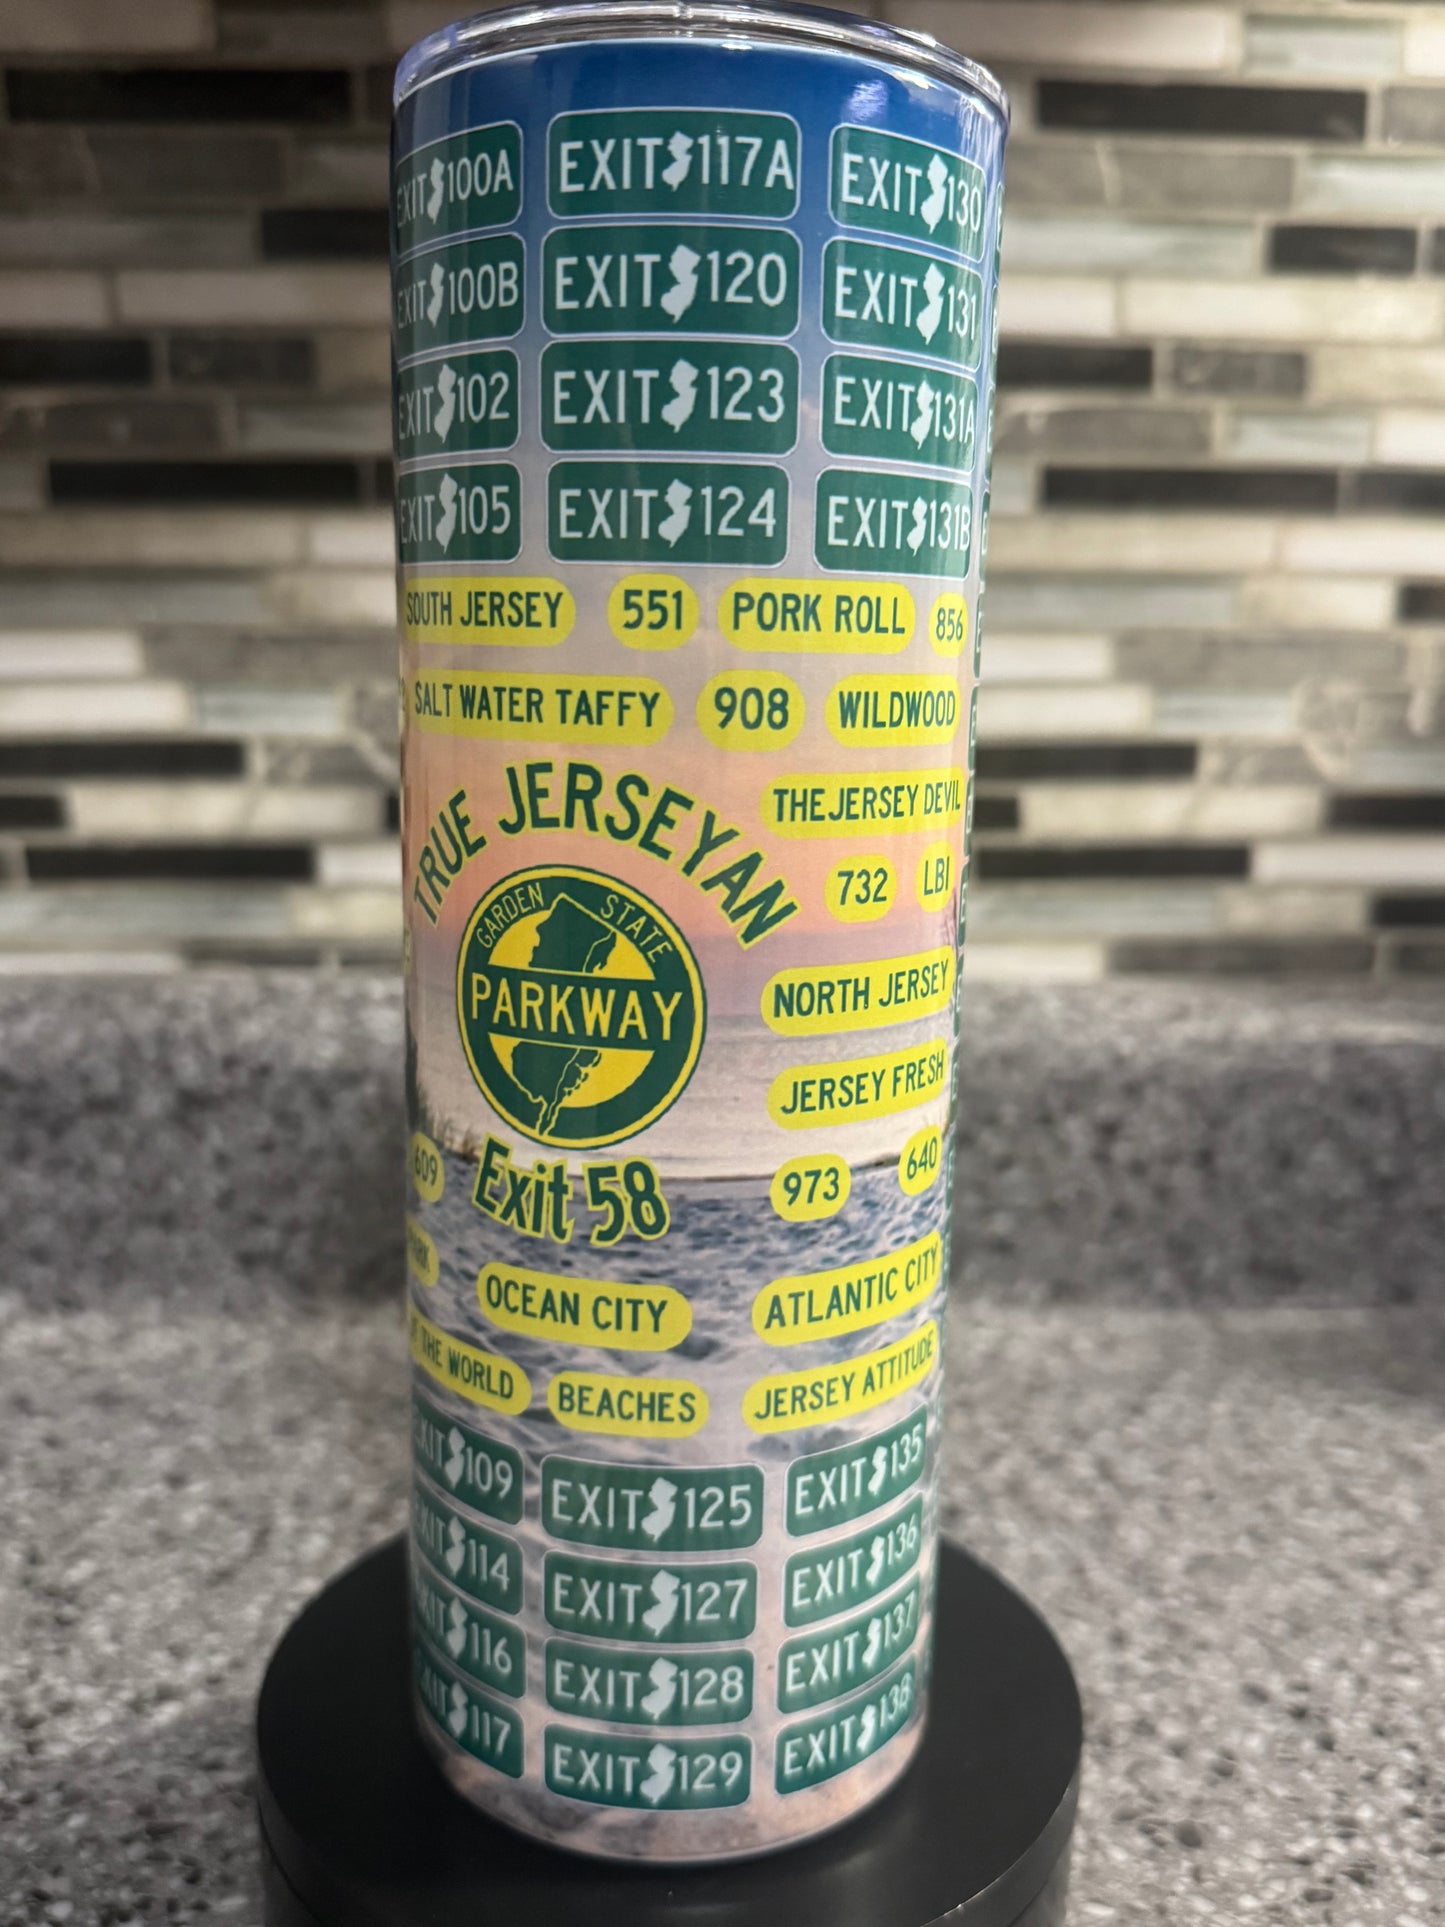 EXIT 100A EXIT 117A EXIT 130
EXIT 100B EXIT 120 EXIT 131
EXIT 102 EXIT 123 EXIT 131A
EXIT 105 EXIT 124 EXIT 131B
SOUTH JERSEY 551 PORK ROLL 856
SALT WATER TAFFY 908 WILDWOOD
TRUE JERSEYAN
THE JERSEY DEVIL
732 LBI
GARDEN STATE
PARKWAY
NORTH JERSEY
JERSEY FRESH
Exit 58
609 973 640
OCEAN CITY ATLANTIC CITY
THE WORLD BEACHES JERSEY ATTITUDE
EXIT 109 EXIT 125 EXIT 135
EXIT 114 EXIT 127 EXIT 136
EXIT 116 EXIT 128 EXIT 137
EXIT 117 EXIT 129 EXIT 138